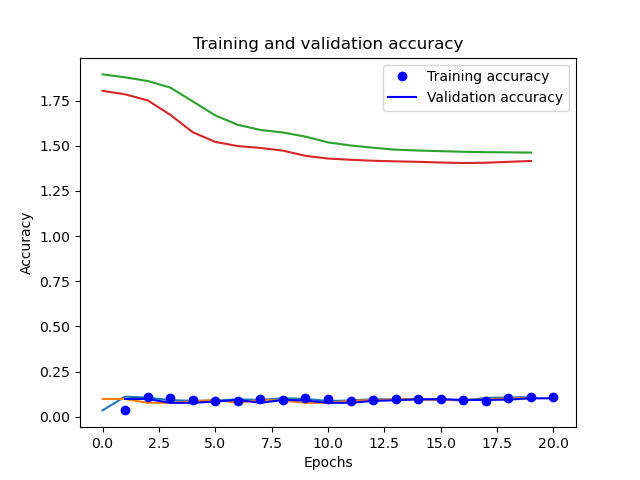 Training and validation accuracy
Training accuracy
Validation accuracy
Accuracy
1.75
1.50
1.25
1.00
0.75
0.50
0.25
0.00
0.0 2.5 5.0 7.5 10.0 12.5 15.0 17.5 20.0
Epochs